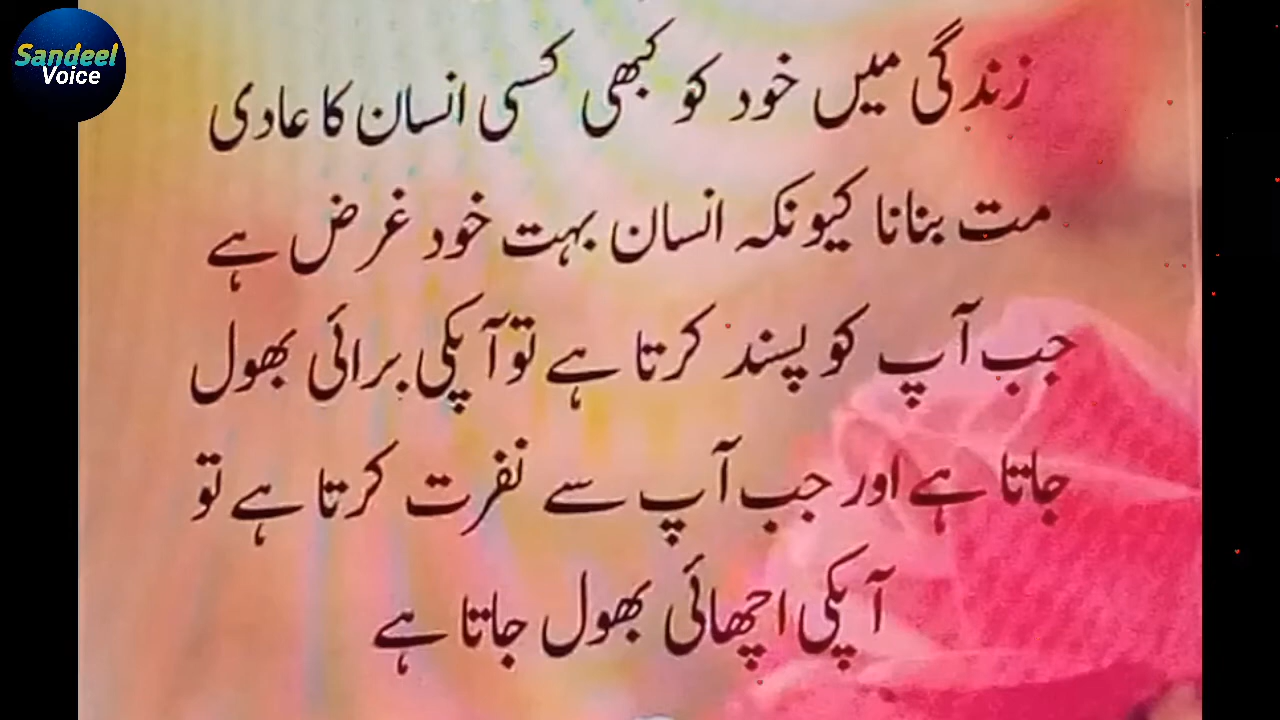 Sandeel
Voice
زندگی میں خود کو کبھی کسی انسان کا عادی
مت بنانا کیونکہ انسان بہت خود غرض ہے
جب آپ کو پسند کرتا ہے تو آپکی برائی بھول
جاتا ہے اور جب آپ سے نفرت کرتا ہے تو
آپکی اچھائی بھول جاتا ہے